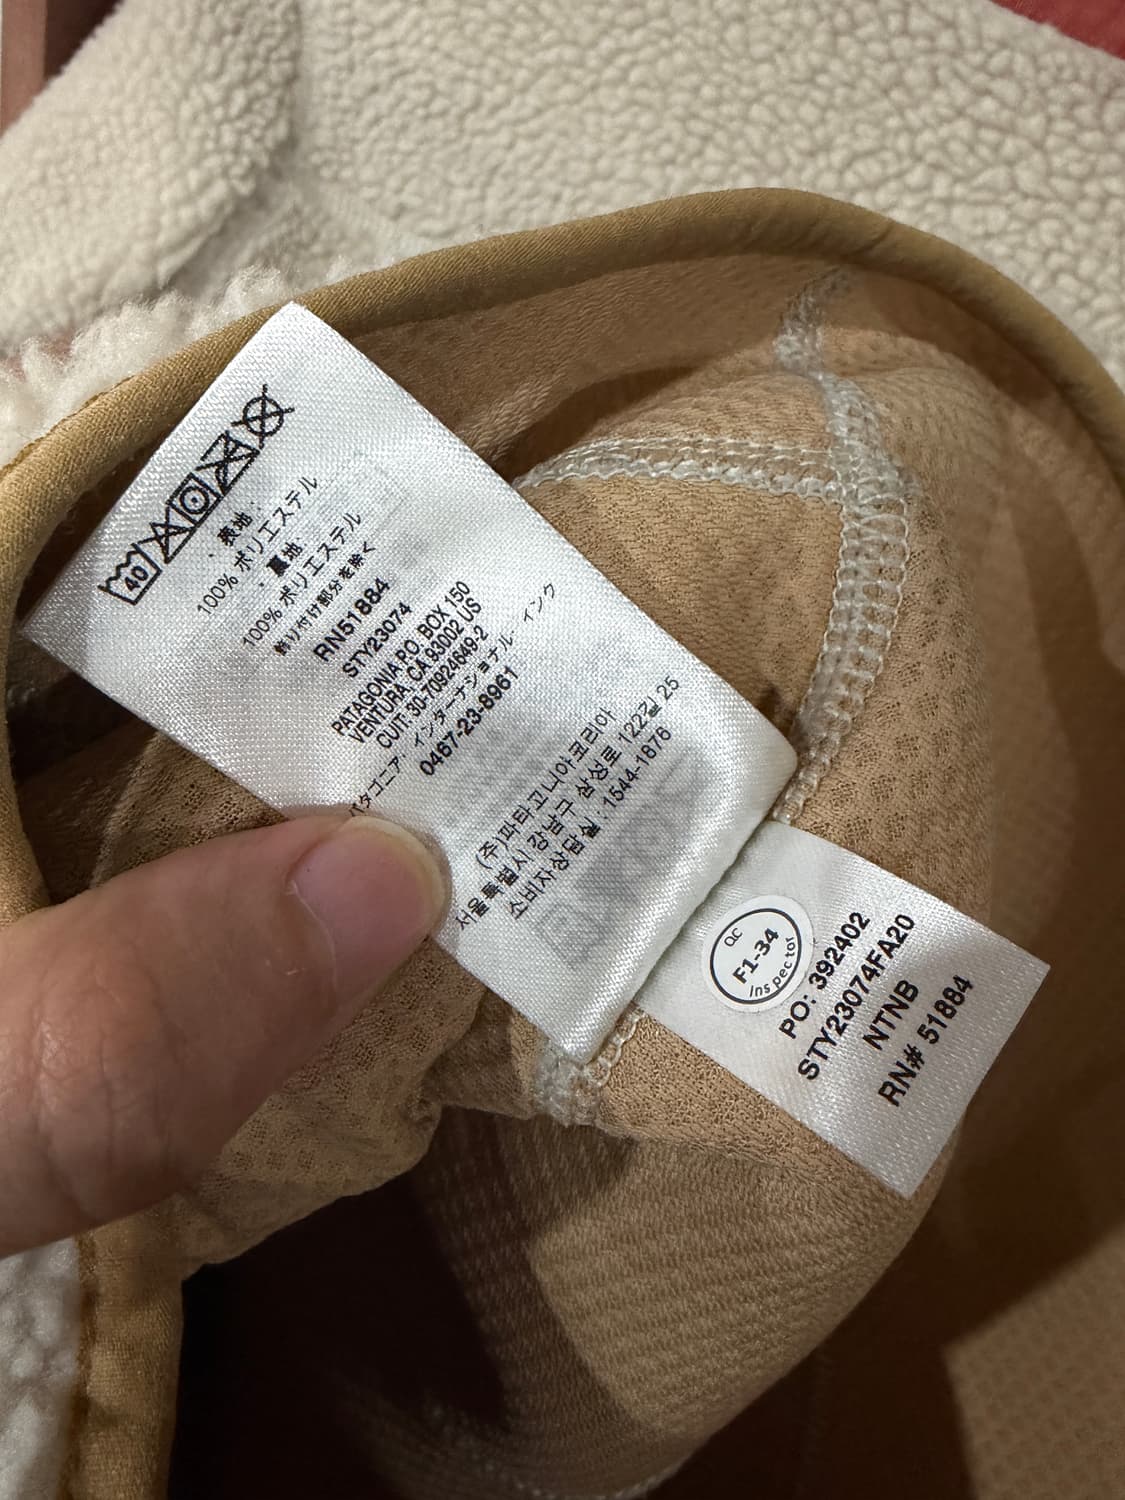 40
・表地:
100% ポリエステル
・裏地:
100% ポリエステル
飾り付け部分を除く
RN51884
STY23074
PATAGONIA P.O. BOX 150
VENTURA, CA 93002 US
CUIT: 30-70924649-2
パタゴニア・インターナショナル・インク
0467-23-8961
(주)파타고니아코리아
서울특별시 강남구 삼성로 122길 25
소비자상담실 : 1544-1876
QC
F1-34
Inspector
PO: 392402
STY23074FA20
NTNB
RN# 51884